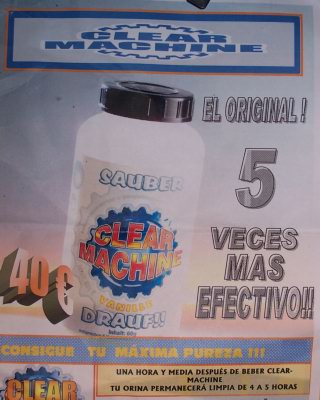 CLEAR
MACHINE
EL ORIGINAL!
5
VECES
MAS
EFECTIVO!!
SAUBER
CLEAR
MACHINE
VANILLE
DRAUF!!
40 €
CONSIGUE TU MÁXIMA PUREZA !!!
UNA HORA Y MEDIA DESPUÉS DE BEBER CLEAR-
MACHINE
TU ORINA PERMANECERÁ LIMPIA DE 4 A 5 HORAS
CLEAR